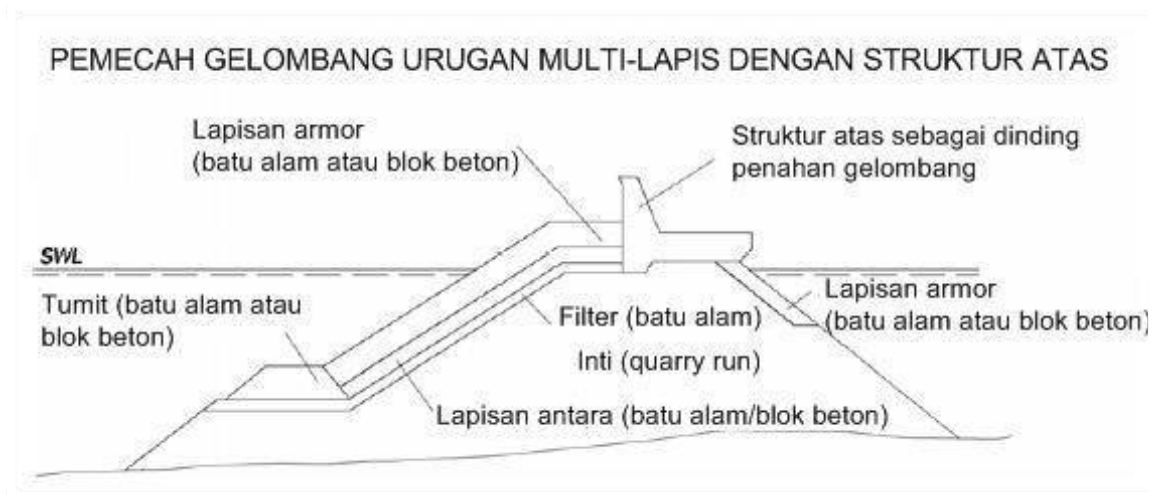 PEMECAH GELOMBANG URUGAN MULTI-LAPIS DENGAN STRUKTUR ATAS
Lapisan armor
(batu alam atau blok beton)
Struktur atas sebagai dinding
penahan gelombang
SWL
Tumit (batu alam atau
blok beton)
Filter (batu alam)
Lapisan armor
(batu alam atau blok beton)
Inti (quarry run)
Lapisan antara (batu alam/blok beton)